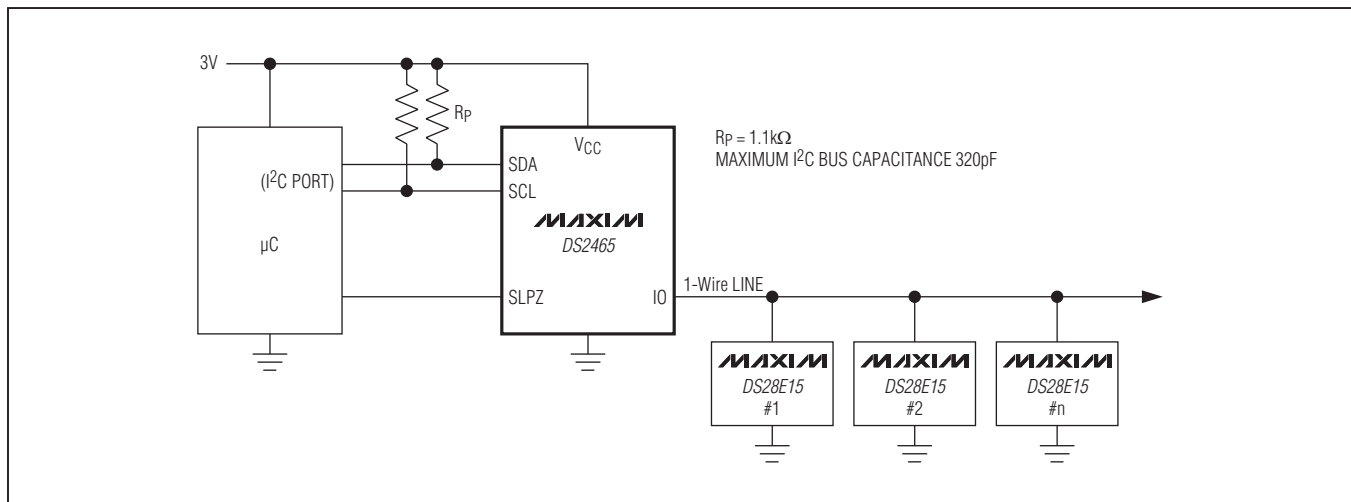 3V
RP
VCC
RP = 1.1kΩ
MAXIMUM I²C BUS CAPACITANCE 320pF
SDA
(I²C PORT)
SCL
MAXIM
DS2465
µC
1-Wire LINE
SLPZ
IO
MAXIM
DS28E15
#1
MAXIM
DS28E15
#2
MAXIM
DS28E15
#n